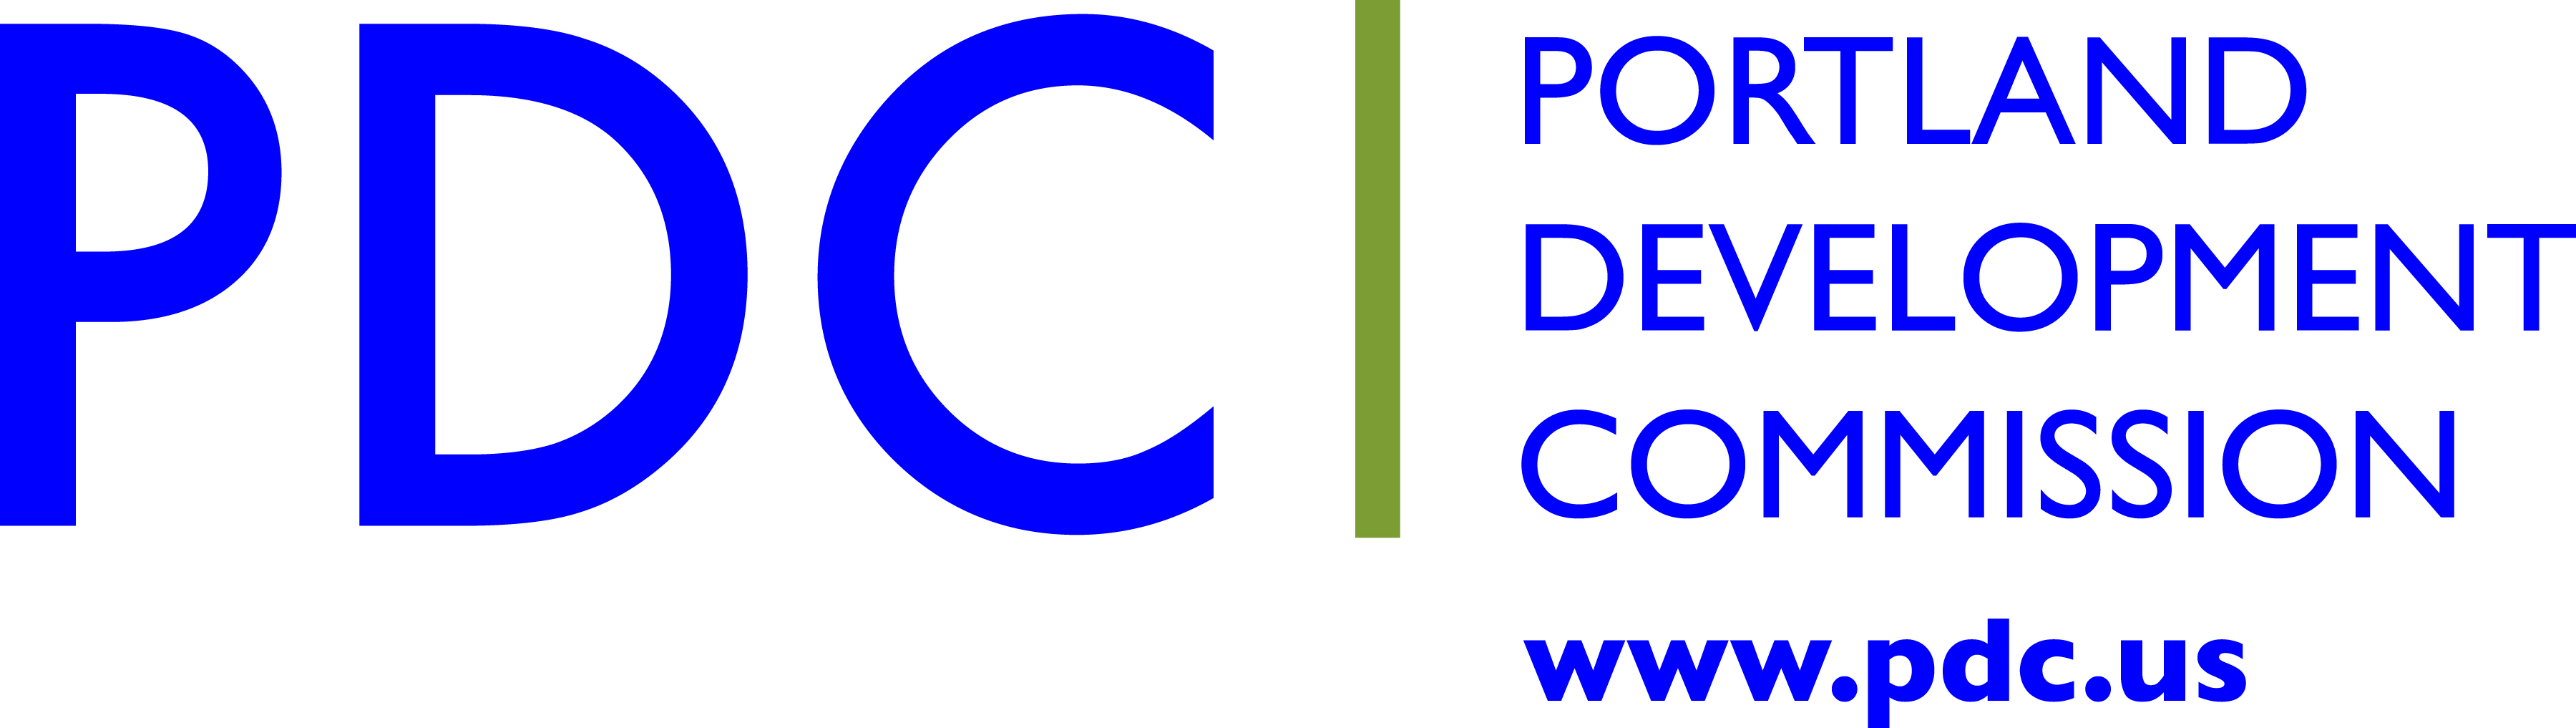 PDC
PORTLAND
DEVELOPMENT
COMMISSION
www.pdc.us